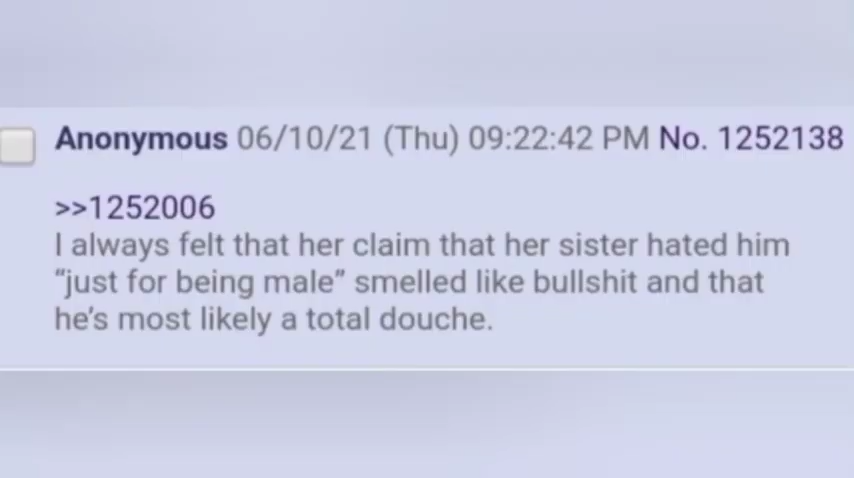 Anonymous 06/10/21 (Thu) 09:22:42 PM No. 1252138
>>1252006
I always felt that her claim that her sister hated him
“just for being male” smelled like bullshit and that
he’s most likely a total douche.